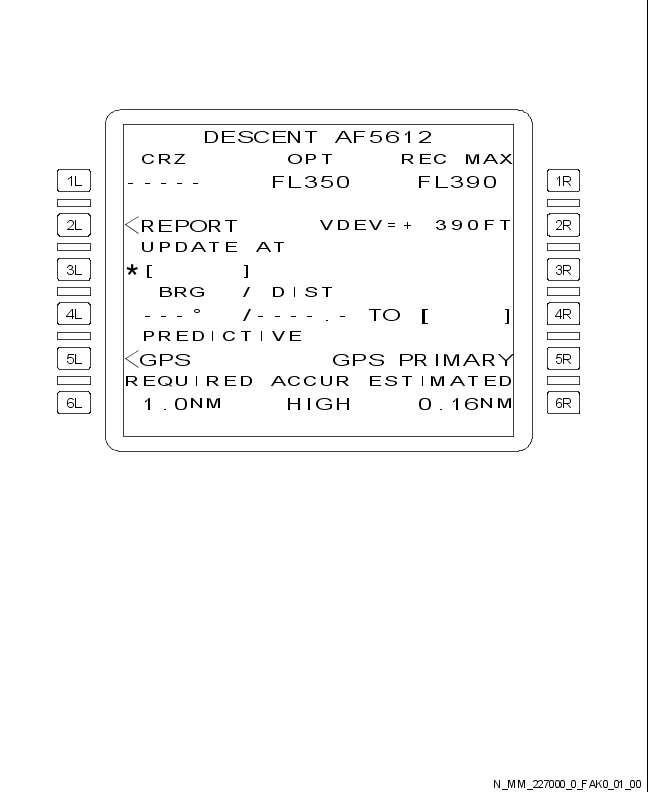 DESCENT AF5612
CRZ OPT REC MAX
1L ----- FL350 FL390 1R
2L <REPORT VDEV=+ 390FT 2R
UPDATE AT
3L *[ ] 3R
BRG / DIST
4L ---° /----.- TO [ ] 4R
PREDICTIVE
5L <GPS GPS PRIMARY 5R
REQUIRED ACCUR ESTIMATED
6L 1.0NM HIGH 0.16NM 6R
N_MM_227000_0_FAK0_01_00